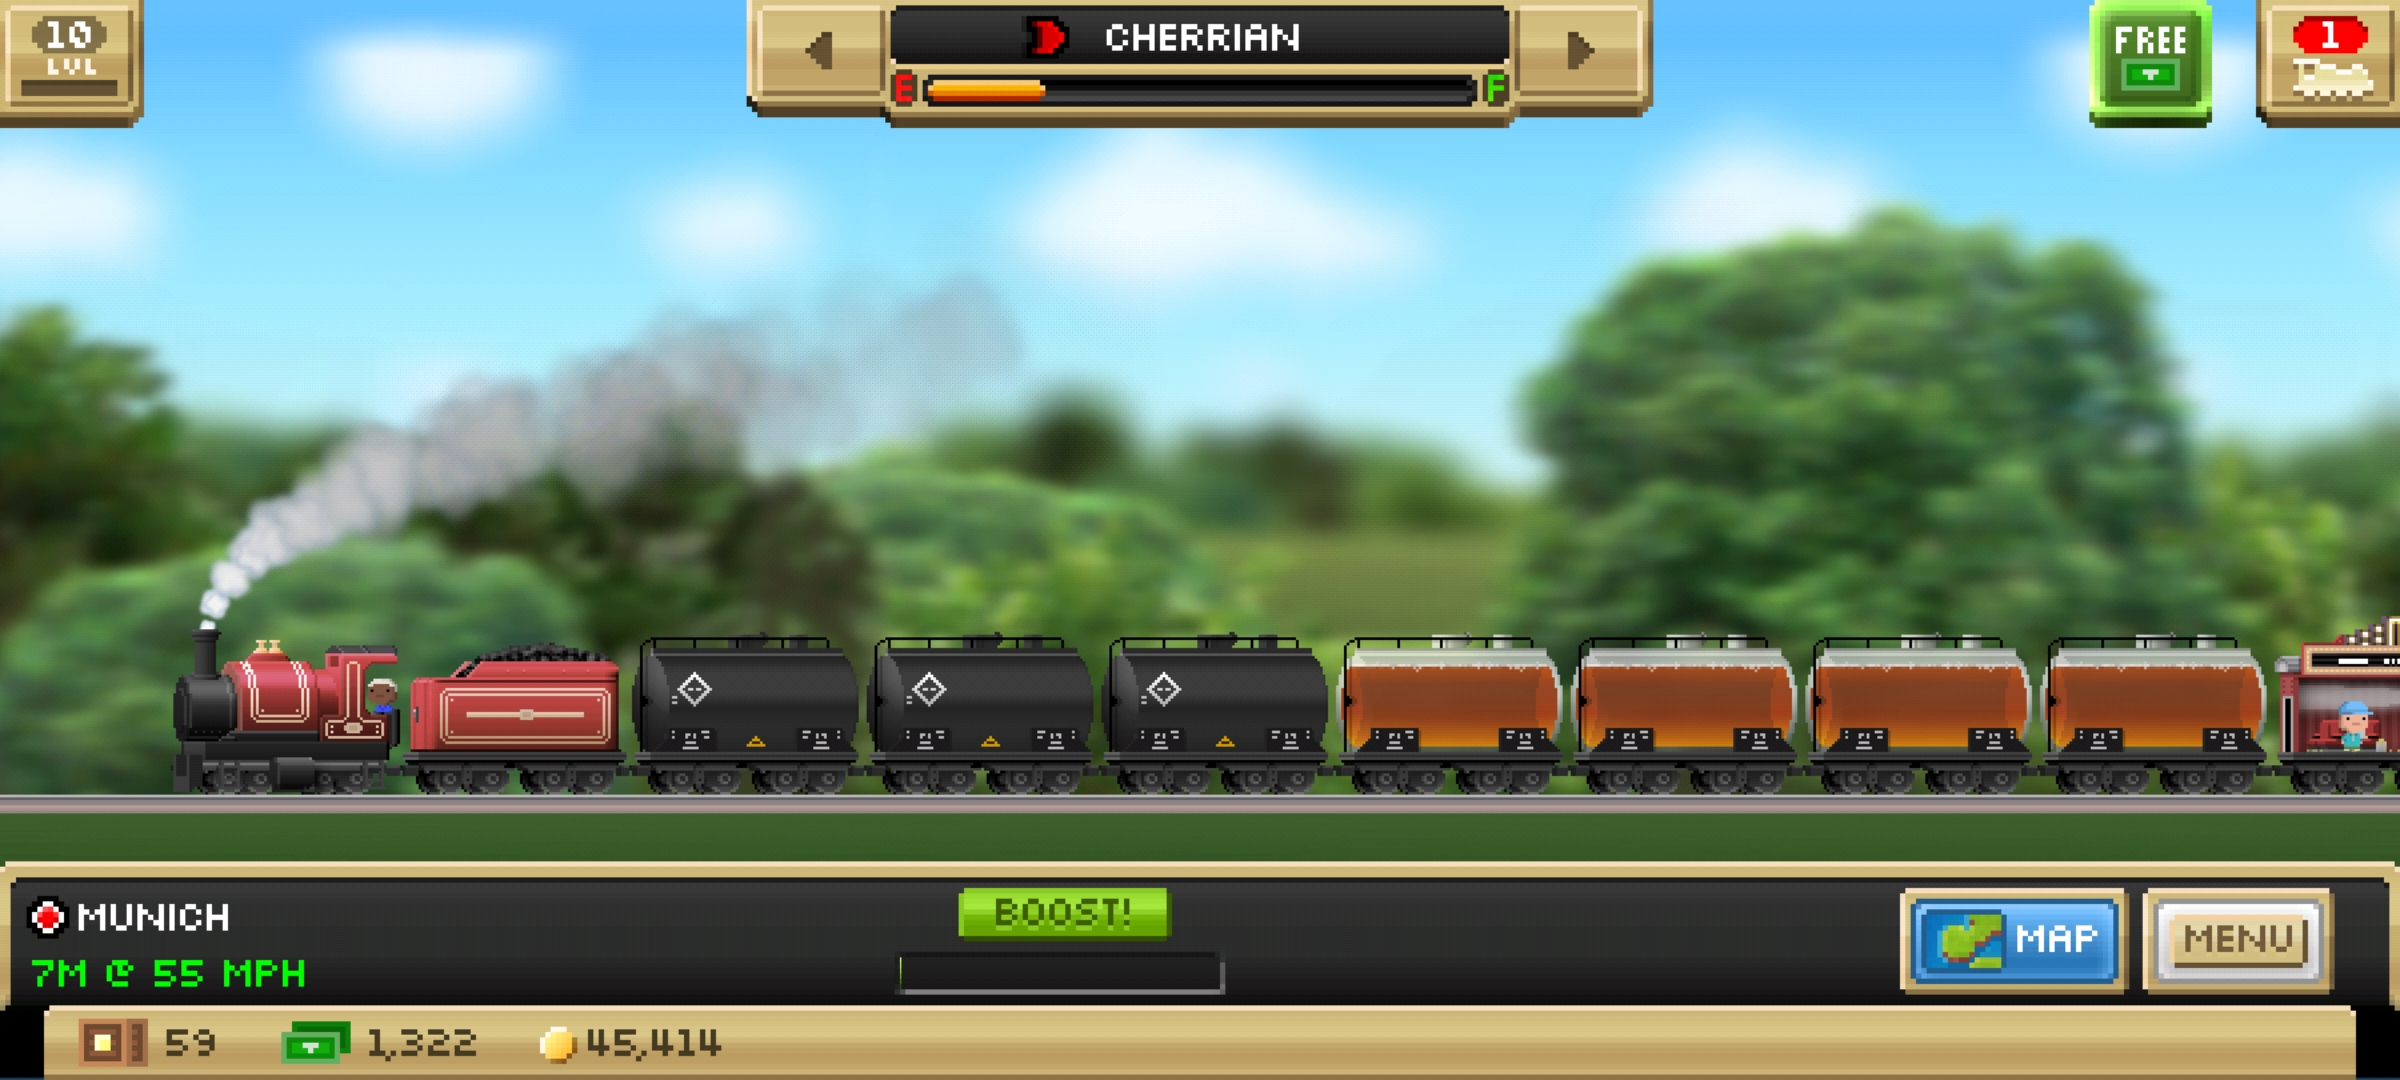 10
LVL
CHERRIAN
E
F
FREE
1
MUNICH
7M @ 55 MPH
BOOST!
MAP
MENU
59
1,322
45,414